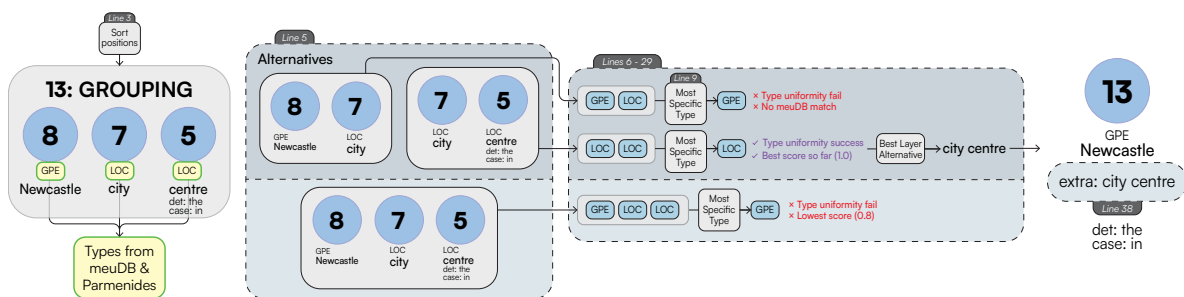 Line 3
Sort
positions
13: GROUPING
8
7
5
GPE
LOC
LOC
Newcastle
city
centre
det: the
case: in
Types from
meuDB &
Parmenides
Line 5
Alternatives
8
7
GPE
Newcastle
LOC
city
7
5
LOC
city
LOC
centre
det: the
case: in
8
7
5
GPE
Newcastle
LOC
city
LOC
centre
det: the
case: in
Lines 6 - 29
Line 9
GPE
LOC
Most
Specific
Type
GPE
× Type uniformity fail
× No meuDB match
LOC
LOC
Most
Specific
Type
LOC
✓ Type uniformity success
✓ Best score so far (1.0)
Best Layer
Alternative
city centre
GPE
LOC
LOC
Most
Specific
Type
GPE
× Type uniformity fail
× Lowest score (0.8)
13
GPE
Newcastle
extra: city centre
Line 38
det: the
case: in